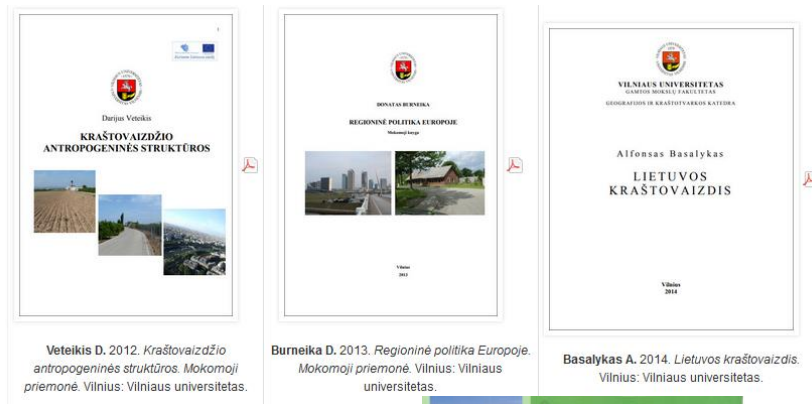 Darijus Veteikis
KRAŠTOVAIZDŽIO
ANTROPOGENINĖS STRUKTŪROS
Veteikis D. 2012. Kraštovaizdžio
antropogeninės struktūros. Mokomoji
priemonė. Vilnius: Vilniaus universitetas.
DONATAS BURNEIKA
REGIONINĖ POLITIKA EUROPOJE
Mokomoji knyga
Vilnius
2013
Burneika D. 2013. Regioninė politika Europoje.
Mokomoji priemonė. Vilnius: Vilniaus
universitetas.
VILNIAUS UNIVERSITETAS
GAMTOS MOKSLŲ FAKULTETAS
GEOGRAFIJOS IR KRAŠTOTVARKOS KATEDRA
Alfonsas Basalykas
LIETUVOS
KRAŠTOVAIZDIS
Vilnius
2014
Basalykas A. 2014. Lietuvos kraštovaizdis.
Vilnius: Vilniaus universitetas.